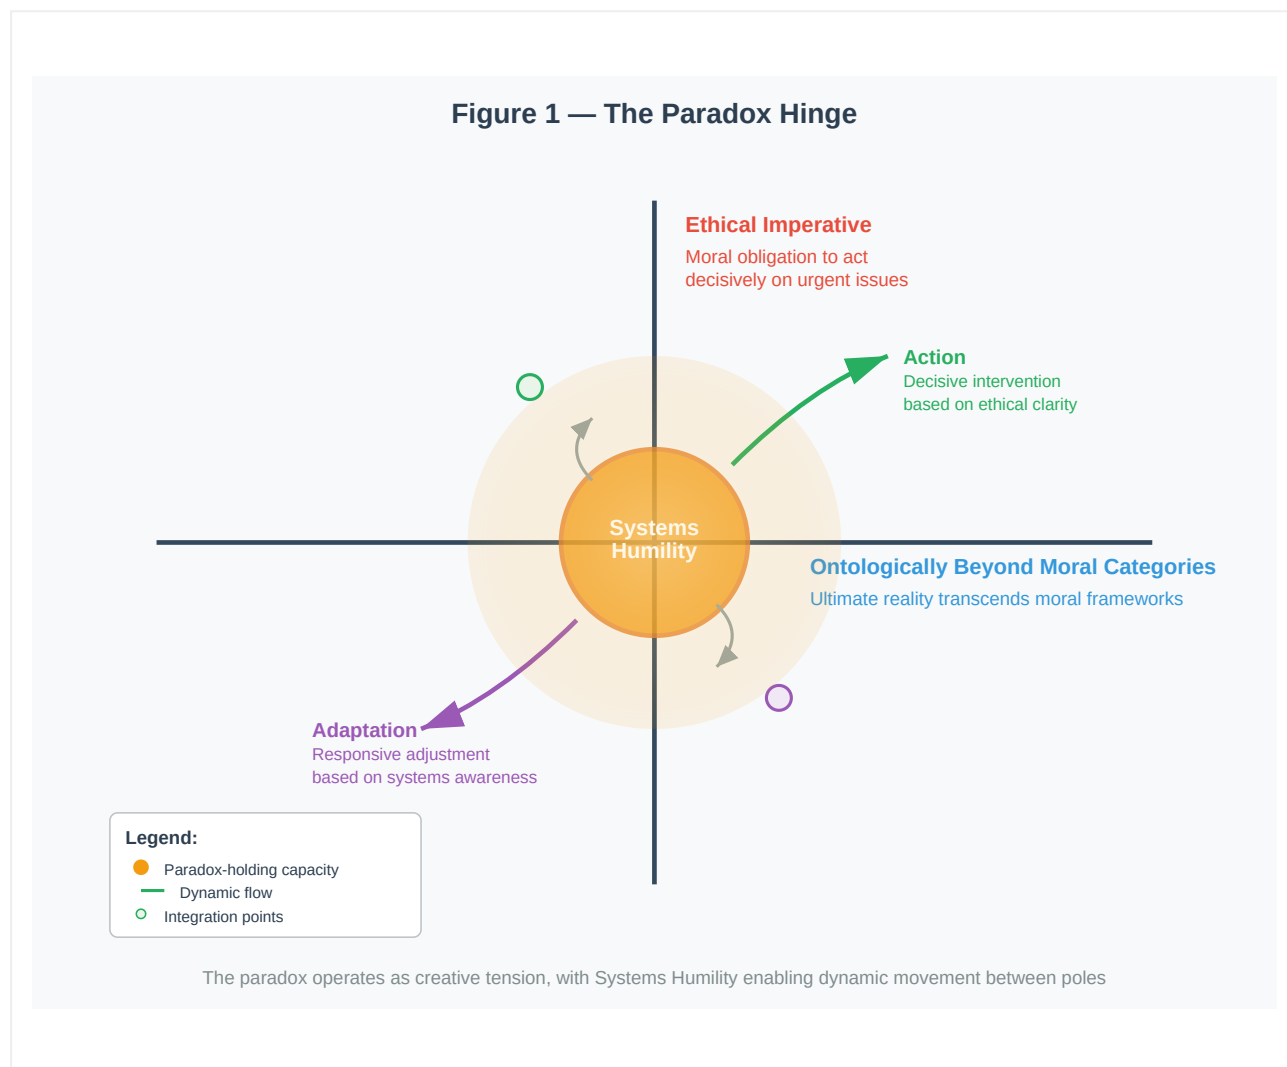 Figure 1 — The Paradox Hinge
Ethical Imperative
Moral obligation to act
decisively on urgent issues
Action
Decisive intervention
based on ethical clarity
Systems
Humility
Ontologically Beyond Moral Categories
Ultimate reality transcends moral frameworks
Adaptation
Responsive adjustment
based on systems awareness
Legend:
Paradox-holding capacity
Dynamic flow
Integration points
The paradox operates as creative tension, with Systems Humility enabling dynamic movement between poles